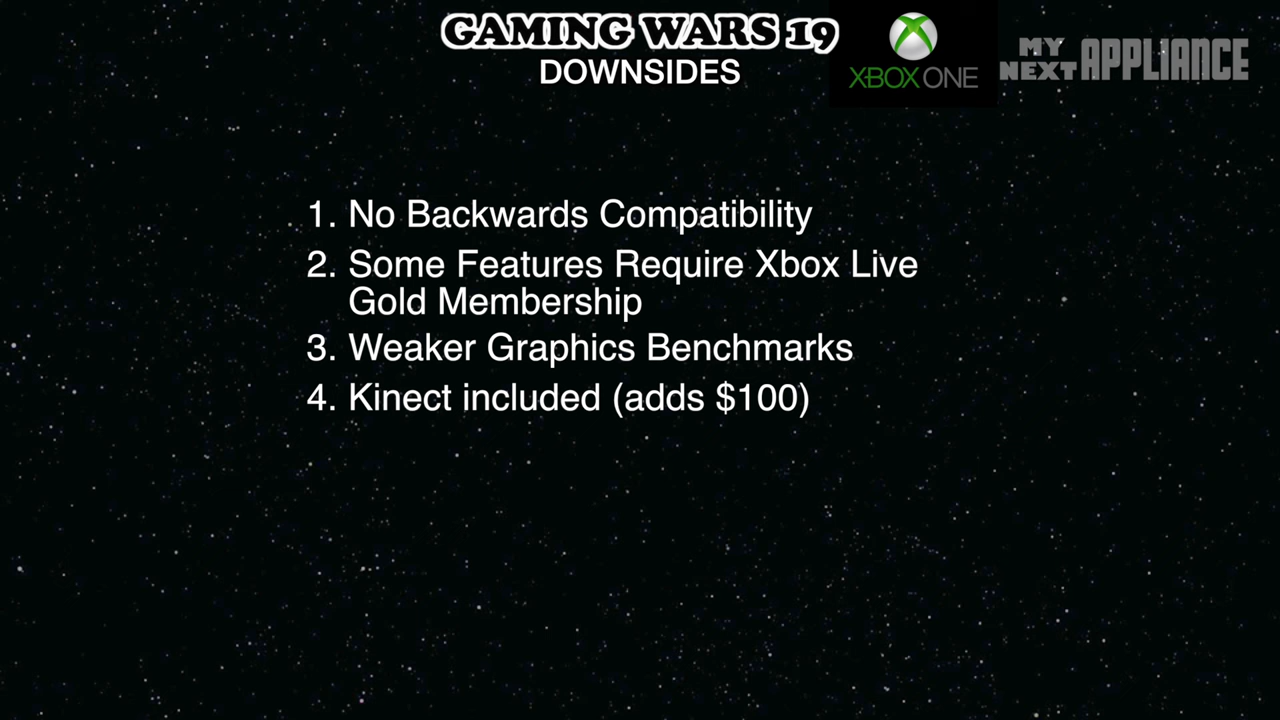 GAMING WARS 19
DOWNSIDES
XBOX ONE
MY
NEXT APPLIANCE
1. No Backwards Compatibility
2. Some Features Require Xbox Live
Gold Membership
3. Weaker Graphics Benchmarks
4. Kinect included (adds $100)